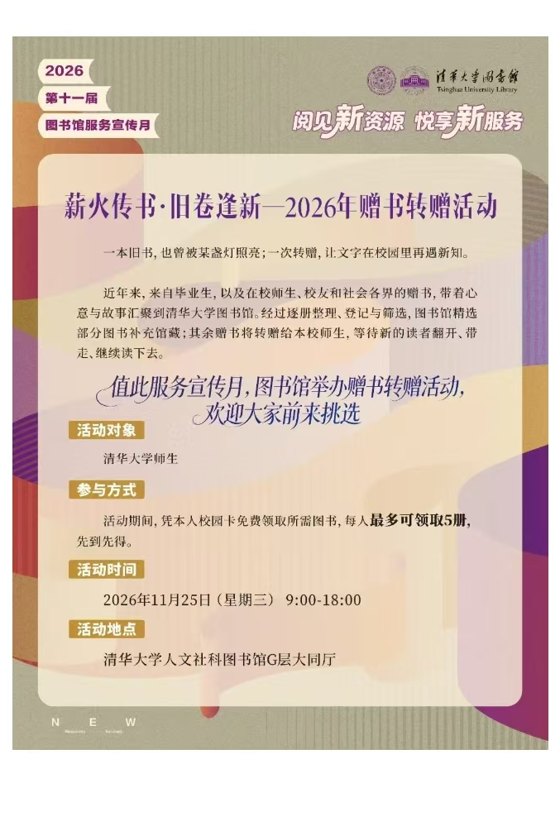 2026
第十一届
图书馆服务宣传月
清华大学图书馆
Tsinghua University Library
阅见新资源 悦享新服务
薪火传书·旧卷逢新—2026年赠书转赠活动
一本旧书,也曾被某盏灯照亮;一次转赠,让文字在校园里再遇新知。
近年来,来自毕业生,以及在校师生、校友和社会各界的赠书,带着心
意与故事汇聚到清华大学图书馆。经过逐册整理、登记与筛选,图书馆精选
部分图书补充馆藏;其余赠书将转赠给本校师生,等待新的读者翻开、带
走、继续读下去。
值此服务宣传月,图书馆举办赠书转赠活动,
欢迎大家前来挑选
活动对象
清华大学师生
参与方式
活动期间,凭本人校园卡免费领取所需图书,每人最多可领取5册,
先到先得。
活动时间
2026年11月25日(星期三) 9:00-18:00
活动地点
清华大学人文社科图书馆G层大同厅
N E W